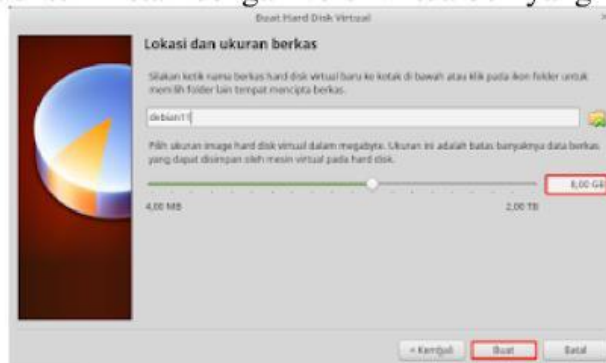 Buat Hard Disk Virtual
Lokasi dan ukuran berkas
Silakan ketik nama berkas hard disk virtual baru ke kotak di bawah atau klik pada ikon folder untuk
memilih folder lain tempat mencipta berkas.
debian11
Pilih ukuran image hard disk virtual dalam megabyte. Ukuran ini adalah batas banyaknya data berkas
yang dapat disimpan oleh mesin virtual pada hard disk.
8,00 GB
4,00 MB 2,00 TB
< Kembali Buat Batal